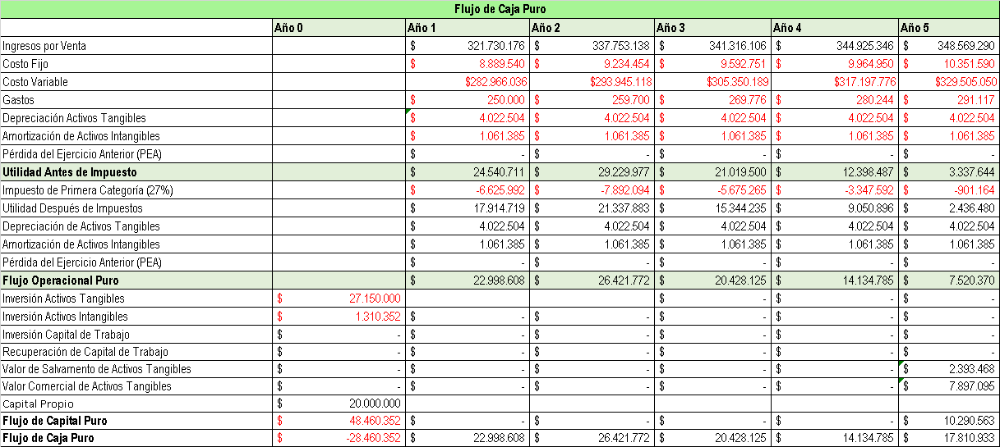 Flujo de Caja Puro
Año 0 Año 1 Año 2 Año 3 Año 4 Año 5
Ingresos por Venta $ 321.730.176 $ 337.753.138 $ 341.316.106 $ 344.925.346 $ 348.569.290
Costo Fijo $ 8.889.540 $ 9.234.454 $ 9.592.751 $ 9.964.950 $ 10.351.590
Costo Variable $282.966.036 $293.945.118 $305.350.189 $317.197.776 $329.505.050
Gastos $ 250.000 $ 259.700 $ 269.776 $ 280.244 $ 291.117
Depreciación Activos Tangibles $ 4.022.504 $ 4.022.504 $ 4.022.504 $ 4.022.504 $ 4.022.504
Amortización de Activos Intangibles $ 1.061.385 $ 1.061.385 $ 1.061.385 $ 1.061.385 $ 1.061.385
Pérdida del Ejercicio Anterior (PEA) $ - $ - $ - $ - $ -
Utilidad Antes de Impuesto $ 24.540.711 $ 29.229.977 $ 21.019.500 $ 12.398.487 $ 3.337.644
Impuesto de Primera Categoría (27%) $ -6.625.992 $ -7.892.094 $ -5.675.265 $ -3.347.592 $ -901.164
Utilidad Después de Impuestos $ 17.914.719 $ 21.337.883 $ 15.344.235 $ 9.050.896 $ 2.436.480
Depreciación de Activos Tangibles $ 4.022.504 $ 4.022.504 $ 4.022.504 $ 4.022.504 $ 4.022.504
Amortización de Activos Intangibles $ 1.061.385 $ 1.061.385 $ 1.061.385 $ 1.061.385 $ 1.061.385
Pérdida del Ejercicio Anterior (PEA) $ - $ - $ - $ - $ -
Flujo Operacional Puro $ 22.998.608 $ 26.421.772 $ 20.428.125 $ 14.134.785 $ 7.520.370
Inversión Activos Tangibles $ 27.150.000 $ - $ - $ -
Inversión Activos Intangibles $ 1.310.352 $ - $ - $ - $ - $ -
Inversión Capital de Trabajo $ - $ - $ - $ - $ - $ -
Recuperación de Capital de Trabajo $ - $ - $ - $ - $ - $ -
Valor de Salvamento de Activos Tangibles $ - $ - $ - $ - $ - $ 2.393.468
Valor Comercial de Activos Tangibles $ - $ - $ - $ - $ - $ 7.897.095
Capital Propio $ 20.000.000
Flujo de Capital Puro $ 48.460.352 $ - $ - $ - $ - $ 10.290.563
Flujo de Caja Puro $ -28.460.352 $ 22.998.608 $ 26.421.772 $ 20.428.125 $ 14.134.785 $ 17.810.933